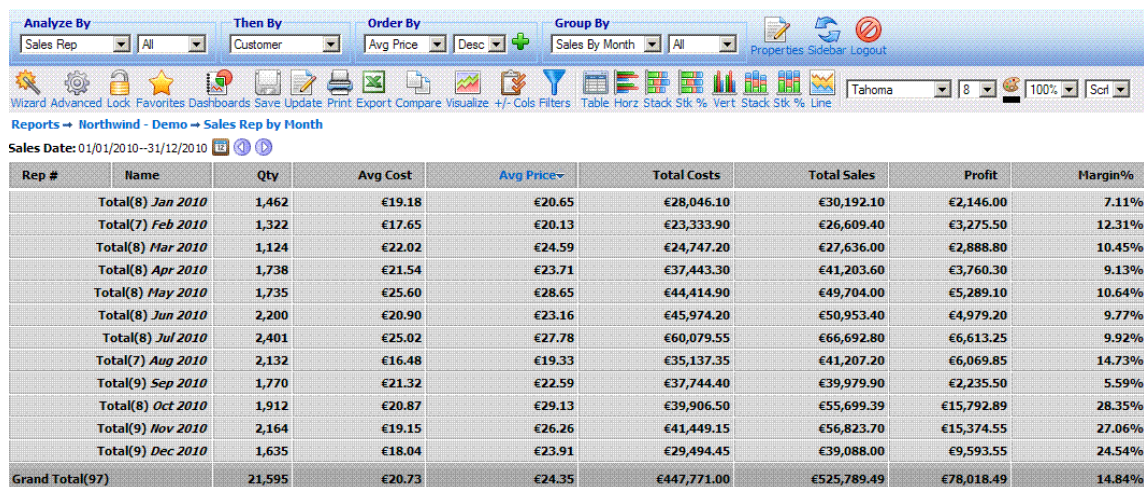 Analyze By Then By Order By Group By
Sales Rep All Customer Avg Price Desc Sales By Month All Properties Sidebar Logout
Wizard Advanced Lock Favorites Dashboards Save Update Print Export Compare Visualize +/- Cols Filters Table Horz Stack Stk % Vert Stack Stk % Line Tahoma 8 100% Scrl
Reports → Northwind - Demo → Sales Rep by Month
Sales Date: 01/01/2010--31/12/2010 12
Rep # Name Qty Avg Cost Avg Price Total Costs Total Sales Profit Margin%
Total(8) Jan 2010 1,462 €19.18 €20.65 €28,046.10 €30,192.10 €2,146.00 7.11%
Total(7) Feb 2010 1,322 €17.65 €20.13 €23,333.90 €26,609.40 €3,275.50 12.31%
Total(8) Mar 2010 1,124 €22.02 €24.59 €24,747.20 €27,636.00 €2,888.80 10.45%
Total(8) Apr 2010 1,738 €21.54 €23.71 €37,443.30 €41,203.60 €3,760.30 9.13%
Total(8) May 2010 1,735 €25.60 €28.65 €44,414.90 €49,704.00 €5,289.10 10.64%
Total(8) Jun 2010 2,200 €20.90 €23.16 €45,974.20 €50,953.40 €4,979.20 9.77%
Total(8) Jul 2010 2,401 €25.02 €27.78 €60,079.55 €66,692.80 €6,613.25 9.92%
Total(7) Aug 2010 2,132 €16.48 €19.33 €35,137.35 €41,207.20 €6,069.85 14.73%
Total(9) Sep 2010 1,770 €21.32 €22.59 €37,744.40 €39,979.90 €2,235.50 5.59%
Total(8) Oct 2010 1,912 €20.87 €29.13 €39,906.50 €55,699.39 €15,792.89 28.35%
Total(9) Nov 2010 2,164 €19.15 €26.26 €41,449.15 €56,823.70 €15,374.55 27.06%
Total(9) Dec 2010 1,635 €18.04 €23.91 €29,494.45 €39,088.00 €9,593.55 24.54%
Grand Total(97) 21,595 €20.73 €24.35 €447,771.00 €525,789.49 €78,018.49 14.84%